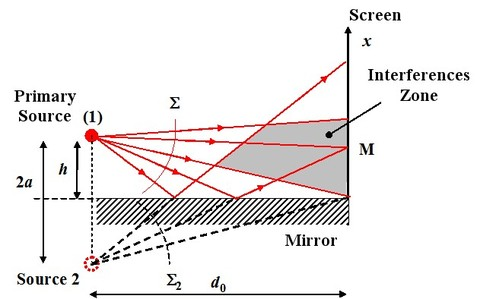 Screen
x
Interferences
Zone
Primary
Source
(1)
Σ
M
h
2a
Mirror
Source 2
Σ2
d0